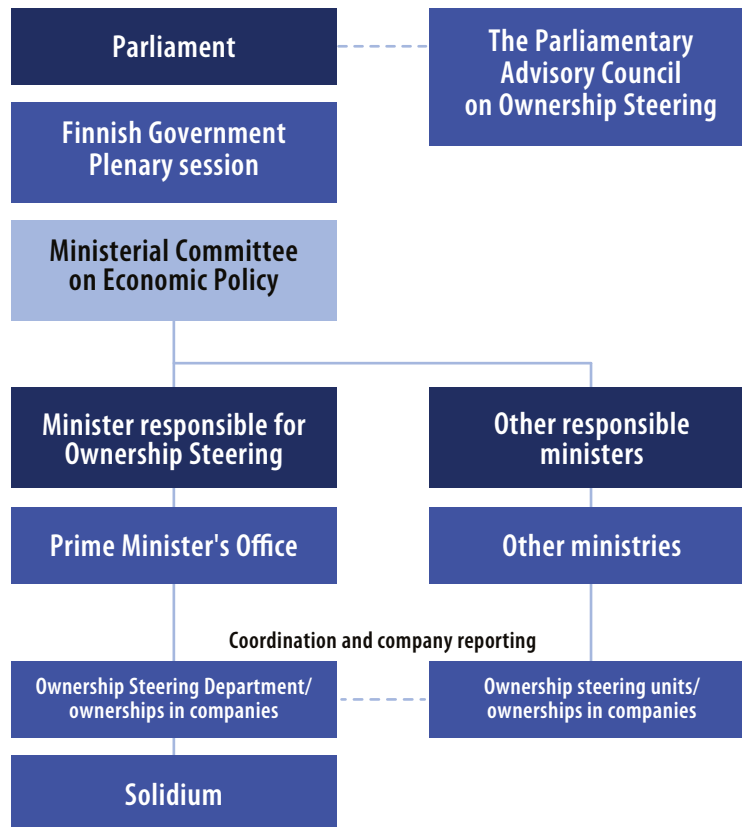 Parliament
The Parliamentary
Advisory Council
on Ownership Steering
Finnish Government
Plenary session
Ministerial Committee
on Economic Policy
Minister responsible for
Ownership Steering
Other responsible
ministers
Prime Minister's Office
Other ministries
Coordination and company reporting
Ownership Steering Department/
ownerships in companies
Ownership steering units/
ownerships in companies
Solidium